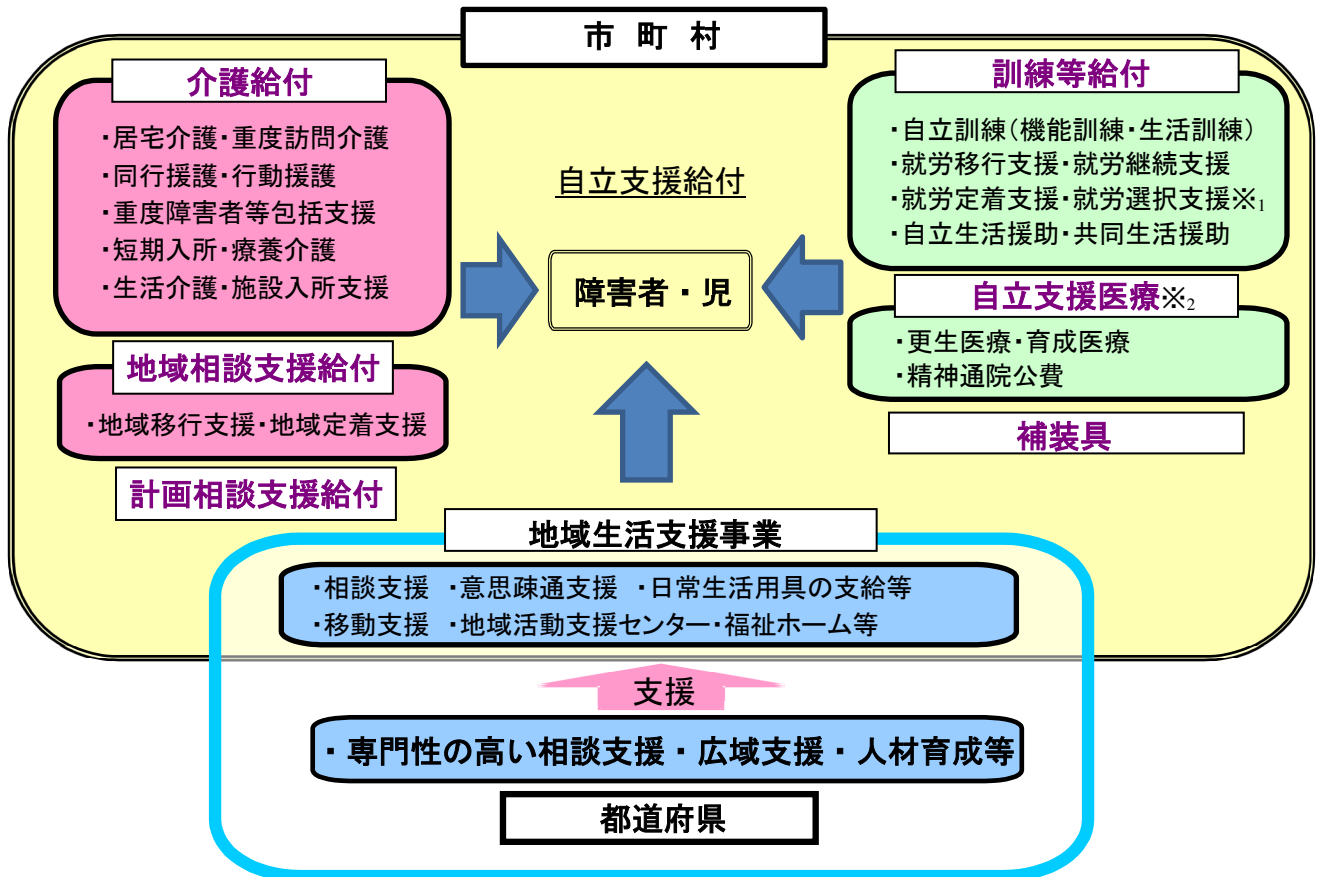 市 町 村
介護給付
・居宅介護・重度訪問介護
・同行援護・行動援護
・重度障害者等包括支援
・短期入所・療養介護
・生活介護・施設入所支援
地域相談支援給付
・地域移行支援・地域定着支援
計画相談支援給付
自立支援給付
障害者・児
訓練等給付
・自立訓練(機能訓練・生活訓練)
・就労移行支援・就労継続支援
・就労定着支援・就労選択支援※1
・自立生活援助・共同生活援助
自立支援医療※2
・更生医療・育成医療
・精神通院公費
補装具
地域生活支援事業
・相談支援 ・意思疎通支援 ・日常生活用具の支給等
・移動支援 ・地域活動支援センター・福祉ホーム等
支援
・専門性の高い相談支援・広域支援・人材育成等
都道府県